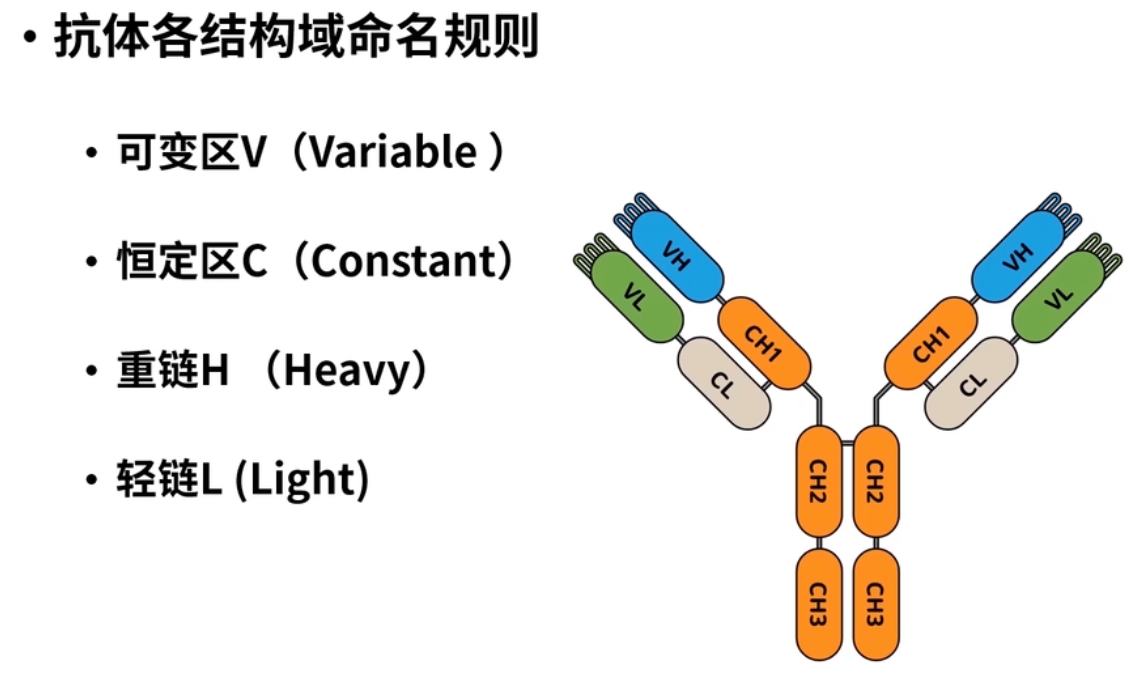 • 抗体各结构域命名规则
• 可变区V（Variable ）
• 恒定区C（Constant）
• 重链H （Heavy）
• 轻链L (Light)
VH
VL
CH1
CL
VH
VL
CH1
CL
CH2
CH2
CH3
CH3